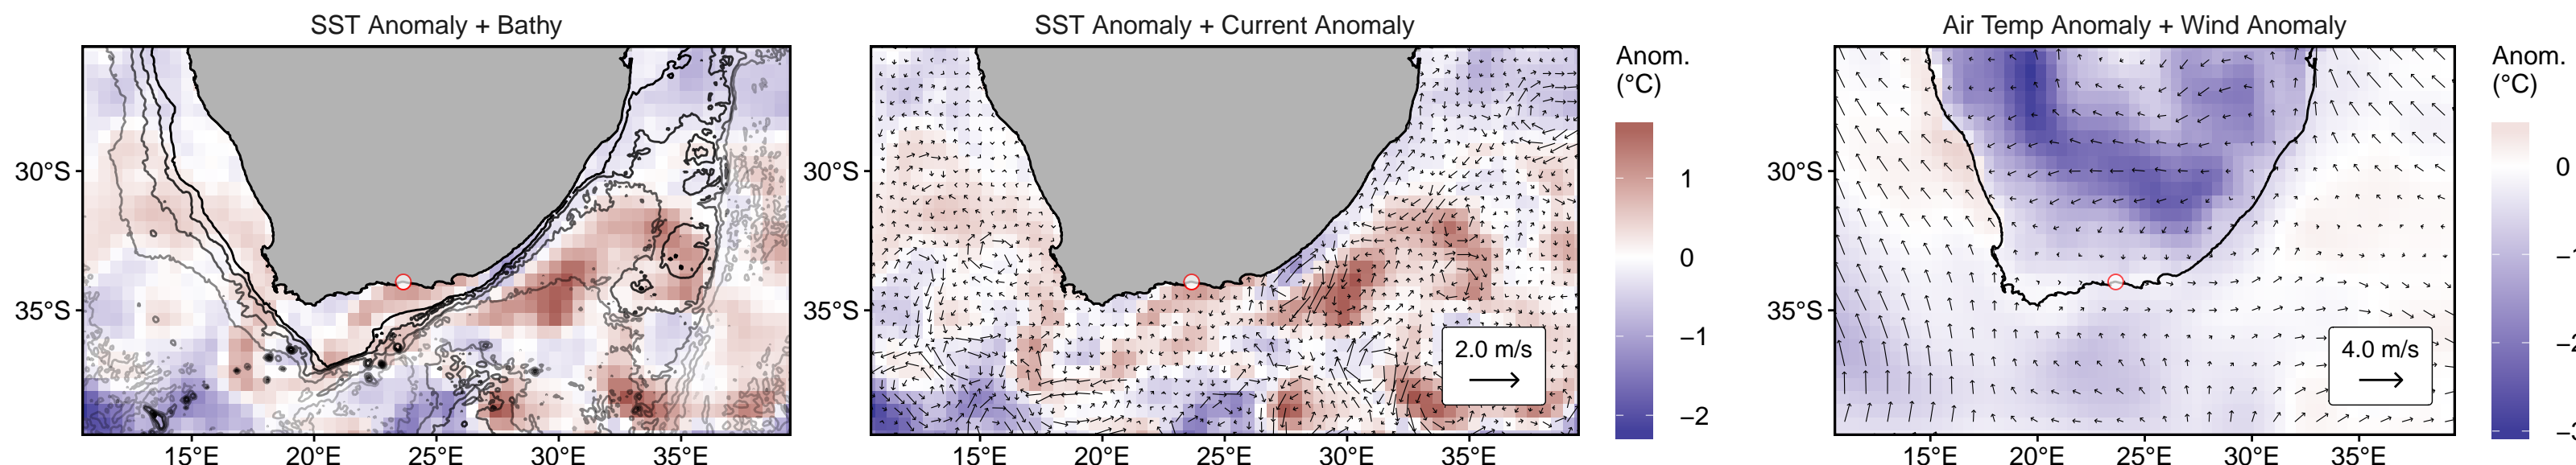 SST Anomaly + Bathy
30°S
35°S
15°E 20°E 25°E 30°E 35°E
SST Anomaly + Current Anomaly
30°S
35°S
15°E 20°E 25°E 30°E 35°E
2.0 m/s
Anom.
(°C)
1
0
−1
−2
Air Temp Anomaly + Wind Anomaly
30°S
35°S
15°E 20°E 25°E 30°E 35°E
4.0 m/s
Anom.
(°C)
0